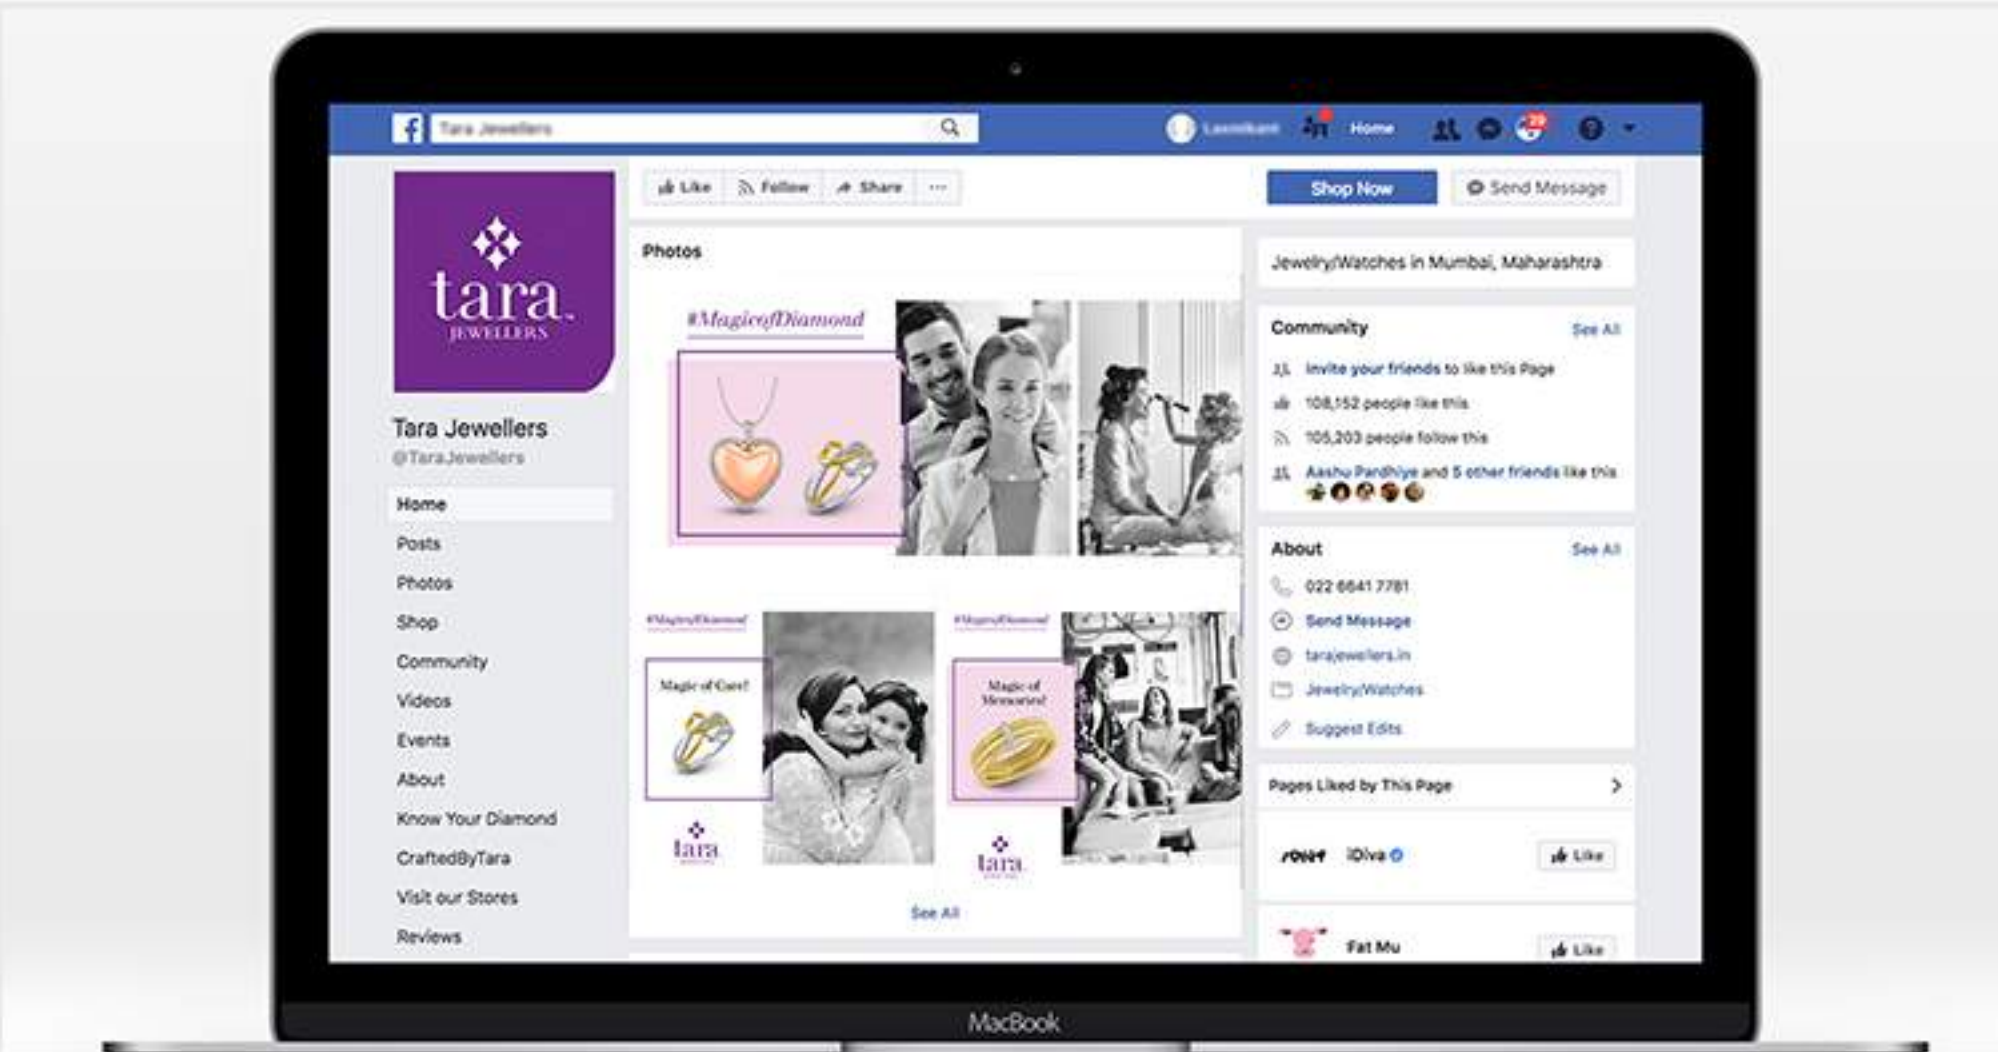 f Tara Jewellers Laxmikant Home 29
tara
JEWELLERS
Tara Jewellers
@TaraJewellers
Home
Posts
Photos
Shop
Community
Videos
Events
About
Know Your Diamond
CraftedByTara
Visit our Stores
Reviews
Like Follow Share ...
Shop Now Send Message
Photos
#MagicofDiamond
#MagicofDiamond
Magic of Care!
tara
#MagicofDiamond
Magic of
Memories!
tara
See All
Jewelry/Watches in Mumbai, Maharashtra
Community See All
Invite your friends to like this Page
108,152 people like this
105,203 people follow this
Aashu Pardhiye and 5 other friends like this
About See All
022 6641 7781
Send Message
tarajewellers.in
Jewelry/Watches
Suggest Edits
Pages Liked by This Page
iDiva Like
Fat Mu Like
MacBook